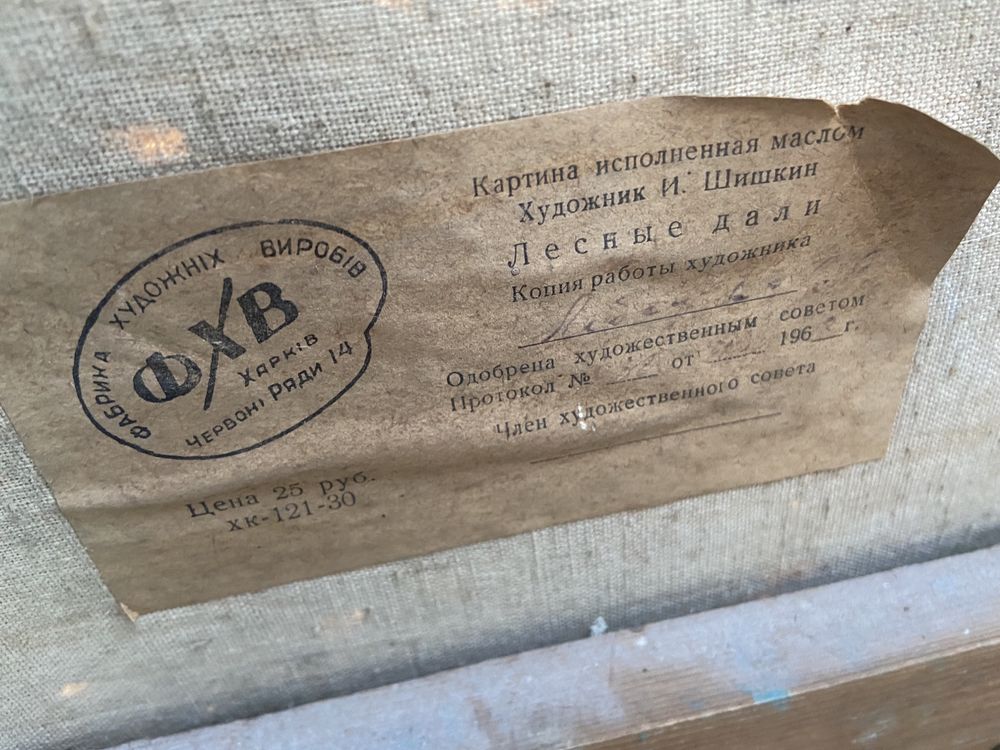 ФАБРИКА ХУДОЖНІХ ВИРОБІВ
ФХВ
ХАРКІВ
ЧЕРВОНІ РЯДИ 14
Цена 25 руб.
хк-121-30
Картина исполненная маслом
Художник И. Шишкин
Лесные дали
Копия работы художника
Одобрена художественным советом
Протокол № от 196 г.
Член художественного совета